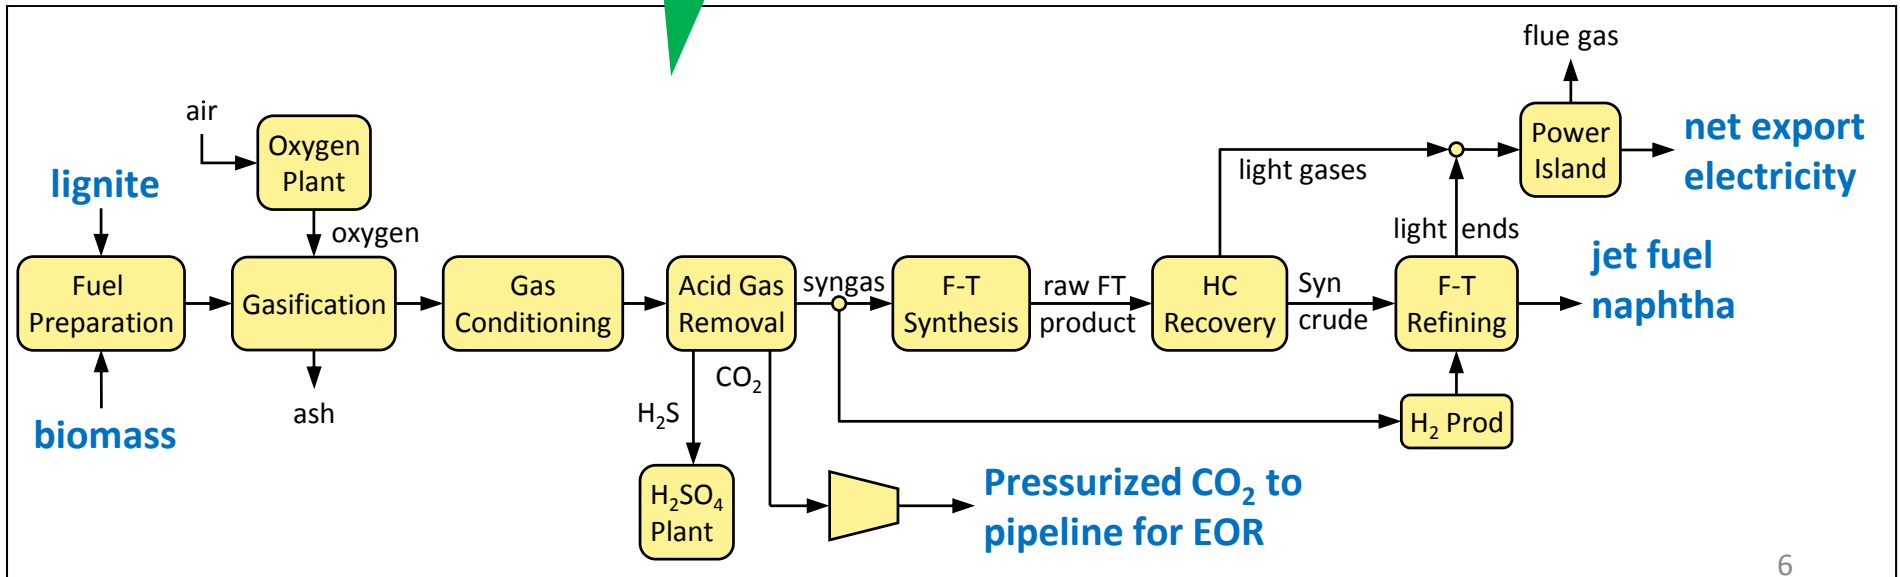 flue gas
air
Oxygen
Plant
Power
Island
net export
electricity
light gases
lignite
oxygen
light ends
Fuel
Preparation
Gasification
Gas
Conditioning
Acid Gas
Removal
syngas
F-T
Synthesis
raw FT
product
HC
Recovery
Syn
crude
F-T
Refining
jet fuel
naphtha
biomass
ash
H₂S
CO₂
H₂ Prod
H₂SO₄
Plant
Pressurized CO₂ to
pipeline for EOR
6